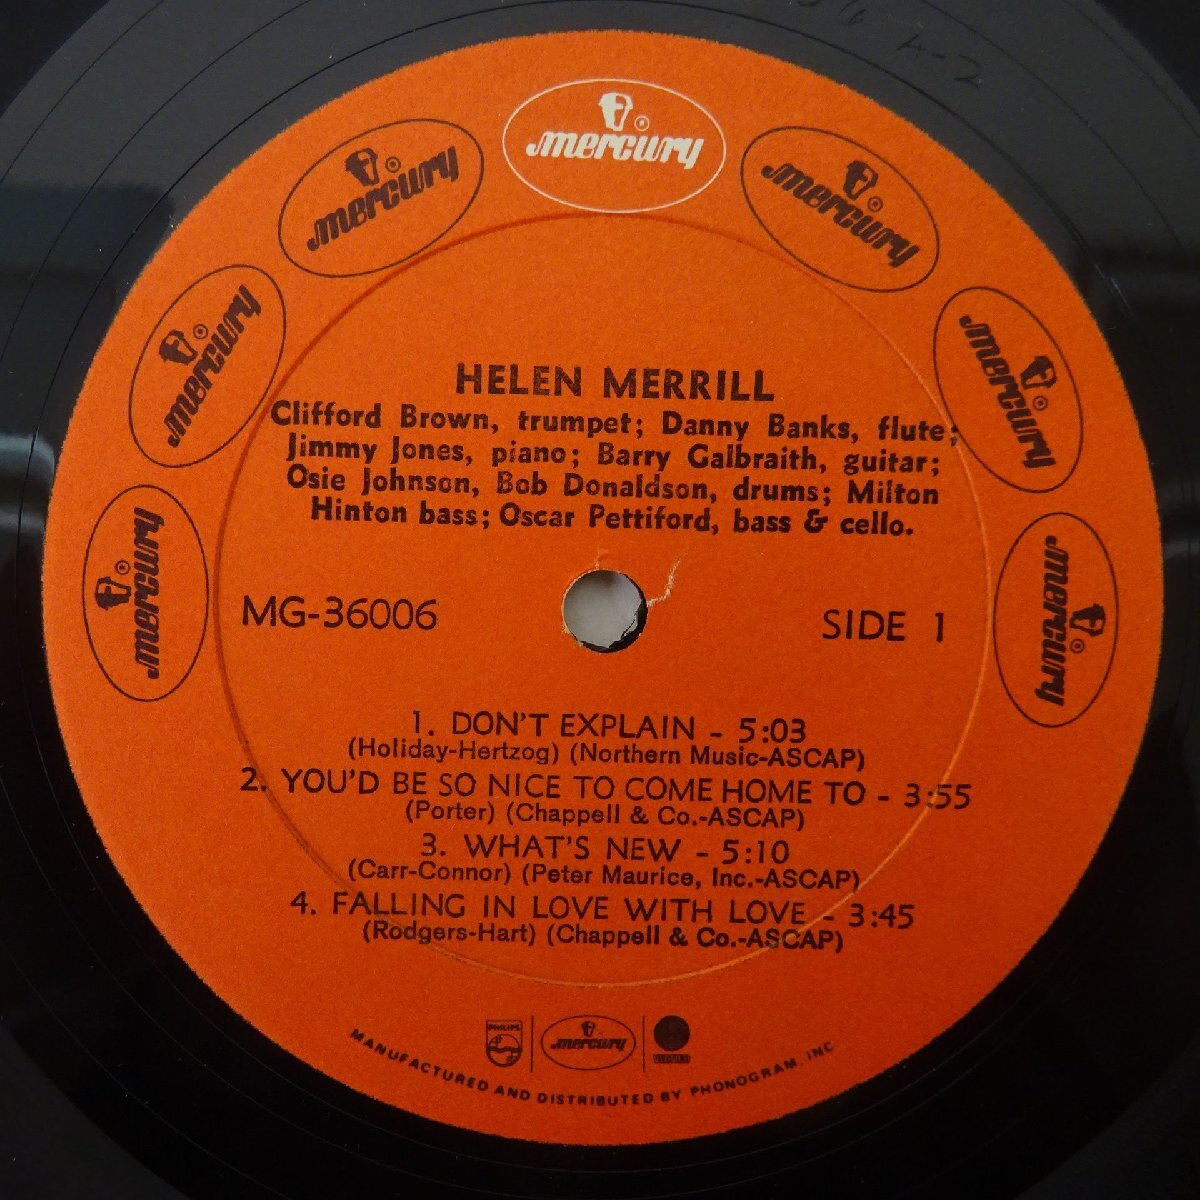 A-2
mercury
mercury
mercury
mercury
mercury
mercury
mercury
HELEN MERRILL
Clifford Brown, trumpet; Danny Banks, flute;
Jimmy Jones, piano; Barry Galbraith, guitar;
Osie Johnson, Bob Donaldson, drums; Milton
Hinton bass; Oscar Pettiford, bass & cello.
MG-36006
SIDE 1
1. DON'T EXPLAIN - 5:03
(Holiday-Hertzog) (Northern Music-ASCAP)
2. YOU'D BE SO NICE TO COME HOME TO - 3:55
(Porter) (Chappell & Co.-ASCAP)
3. WHAT'S NEW - 5:10
(Carr-Connor) (Peter Maurice, Inc.-ASCAP)
4. FALLING IN LOVE WITH LOVE - 3:45
(Rodgers-Hart) (Chappell & Co.-ASCAP)
PHILIPS
mercury
VERTIGO
MANUFACTURED AND DISTRIBUTED BY PHONOGRAM, INC